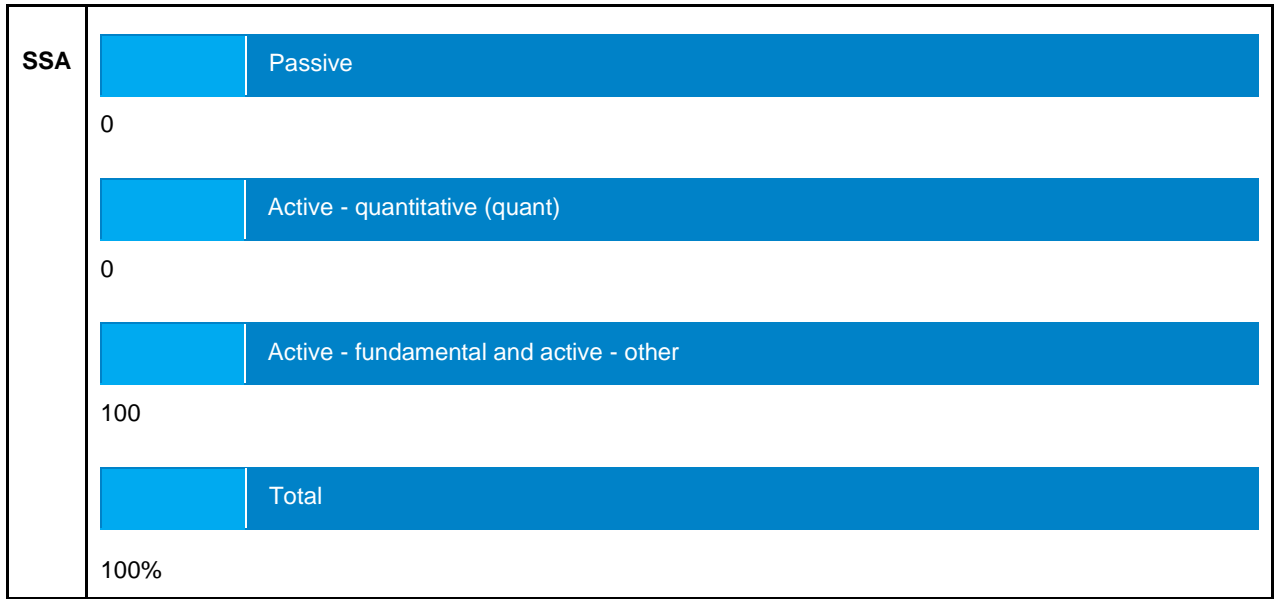 SSA
Passive
0
Active - quantitative (quant)
0
Active - fundamental and active - other
100
Total
100%